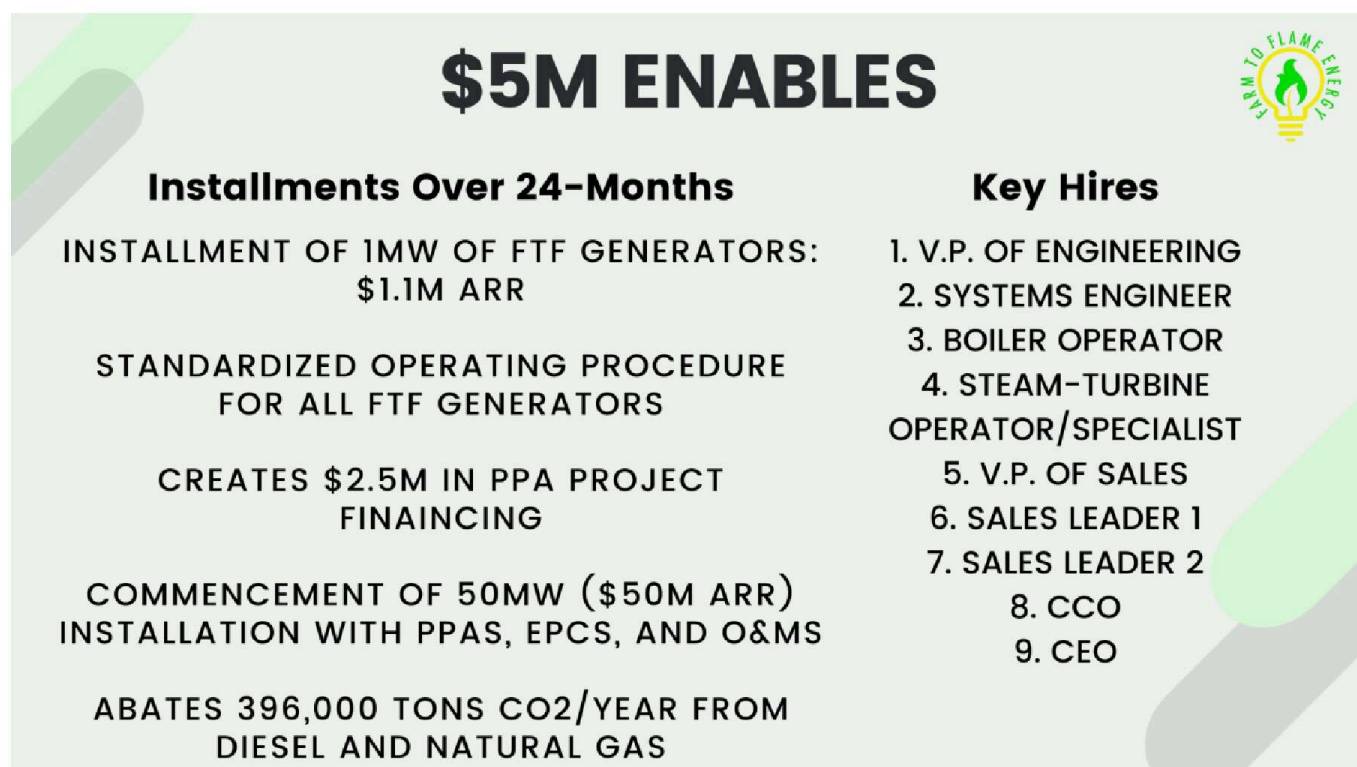 $5M ENABLES
FARM TO FLAME ENERGY
Installments Over 24-Months
INSTALLMENT OF 1MW OF FTF GENERATORS:
$1.1M ARR
STANDARDIZED OPERATING PROCEDURE
FOR ALL FTF GENERATORS
CREATES $2.5M IN PPA PROJECT
FINAINCING
COMMENCEMENT OF 50MW ($50M ARR)
INSTALLATION WITH PPAS, EPCS, AND O&MS
ABATES 396,000 TONS CO2/YEAR FROM
DIESEL AND NATURAL GAS
Key Hires
1. V.P. OF ENGINEERING
2. SYSTEMS ENGINEER
3. BOILER OPERATOR
4. STEAM-TURBINE
OPERATOR/SPECIALIST
5. V.P. OF SALES
6. SALES LEADER 1
7. SALES LEADER 2
8. CCO
9. CEO